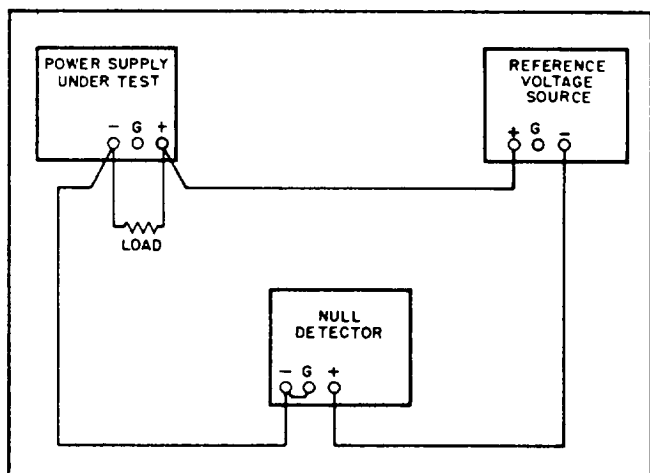 POWER SUPPLY
UNDER TEST
- G +
LOAD
REFERENCE
VOLTAGE
SOURCE
+ G -
NULL
DETECTOR
- G +